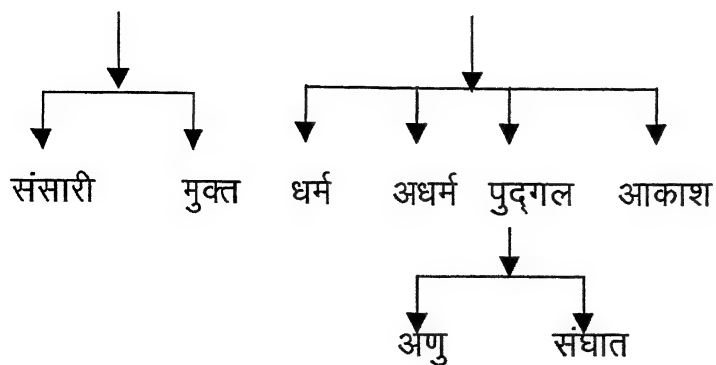 संसारी मुक्त धर्म अधर्म पुद्गल आकाश
अणु संघात